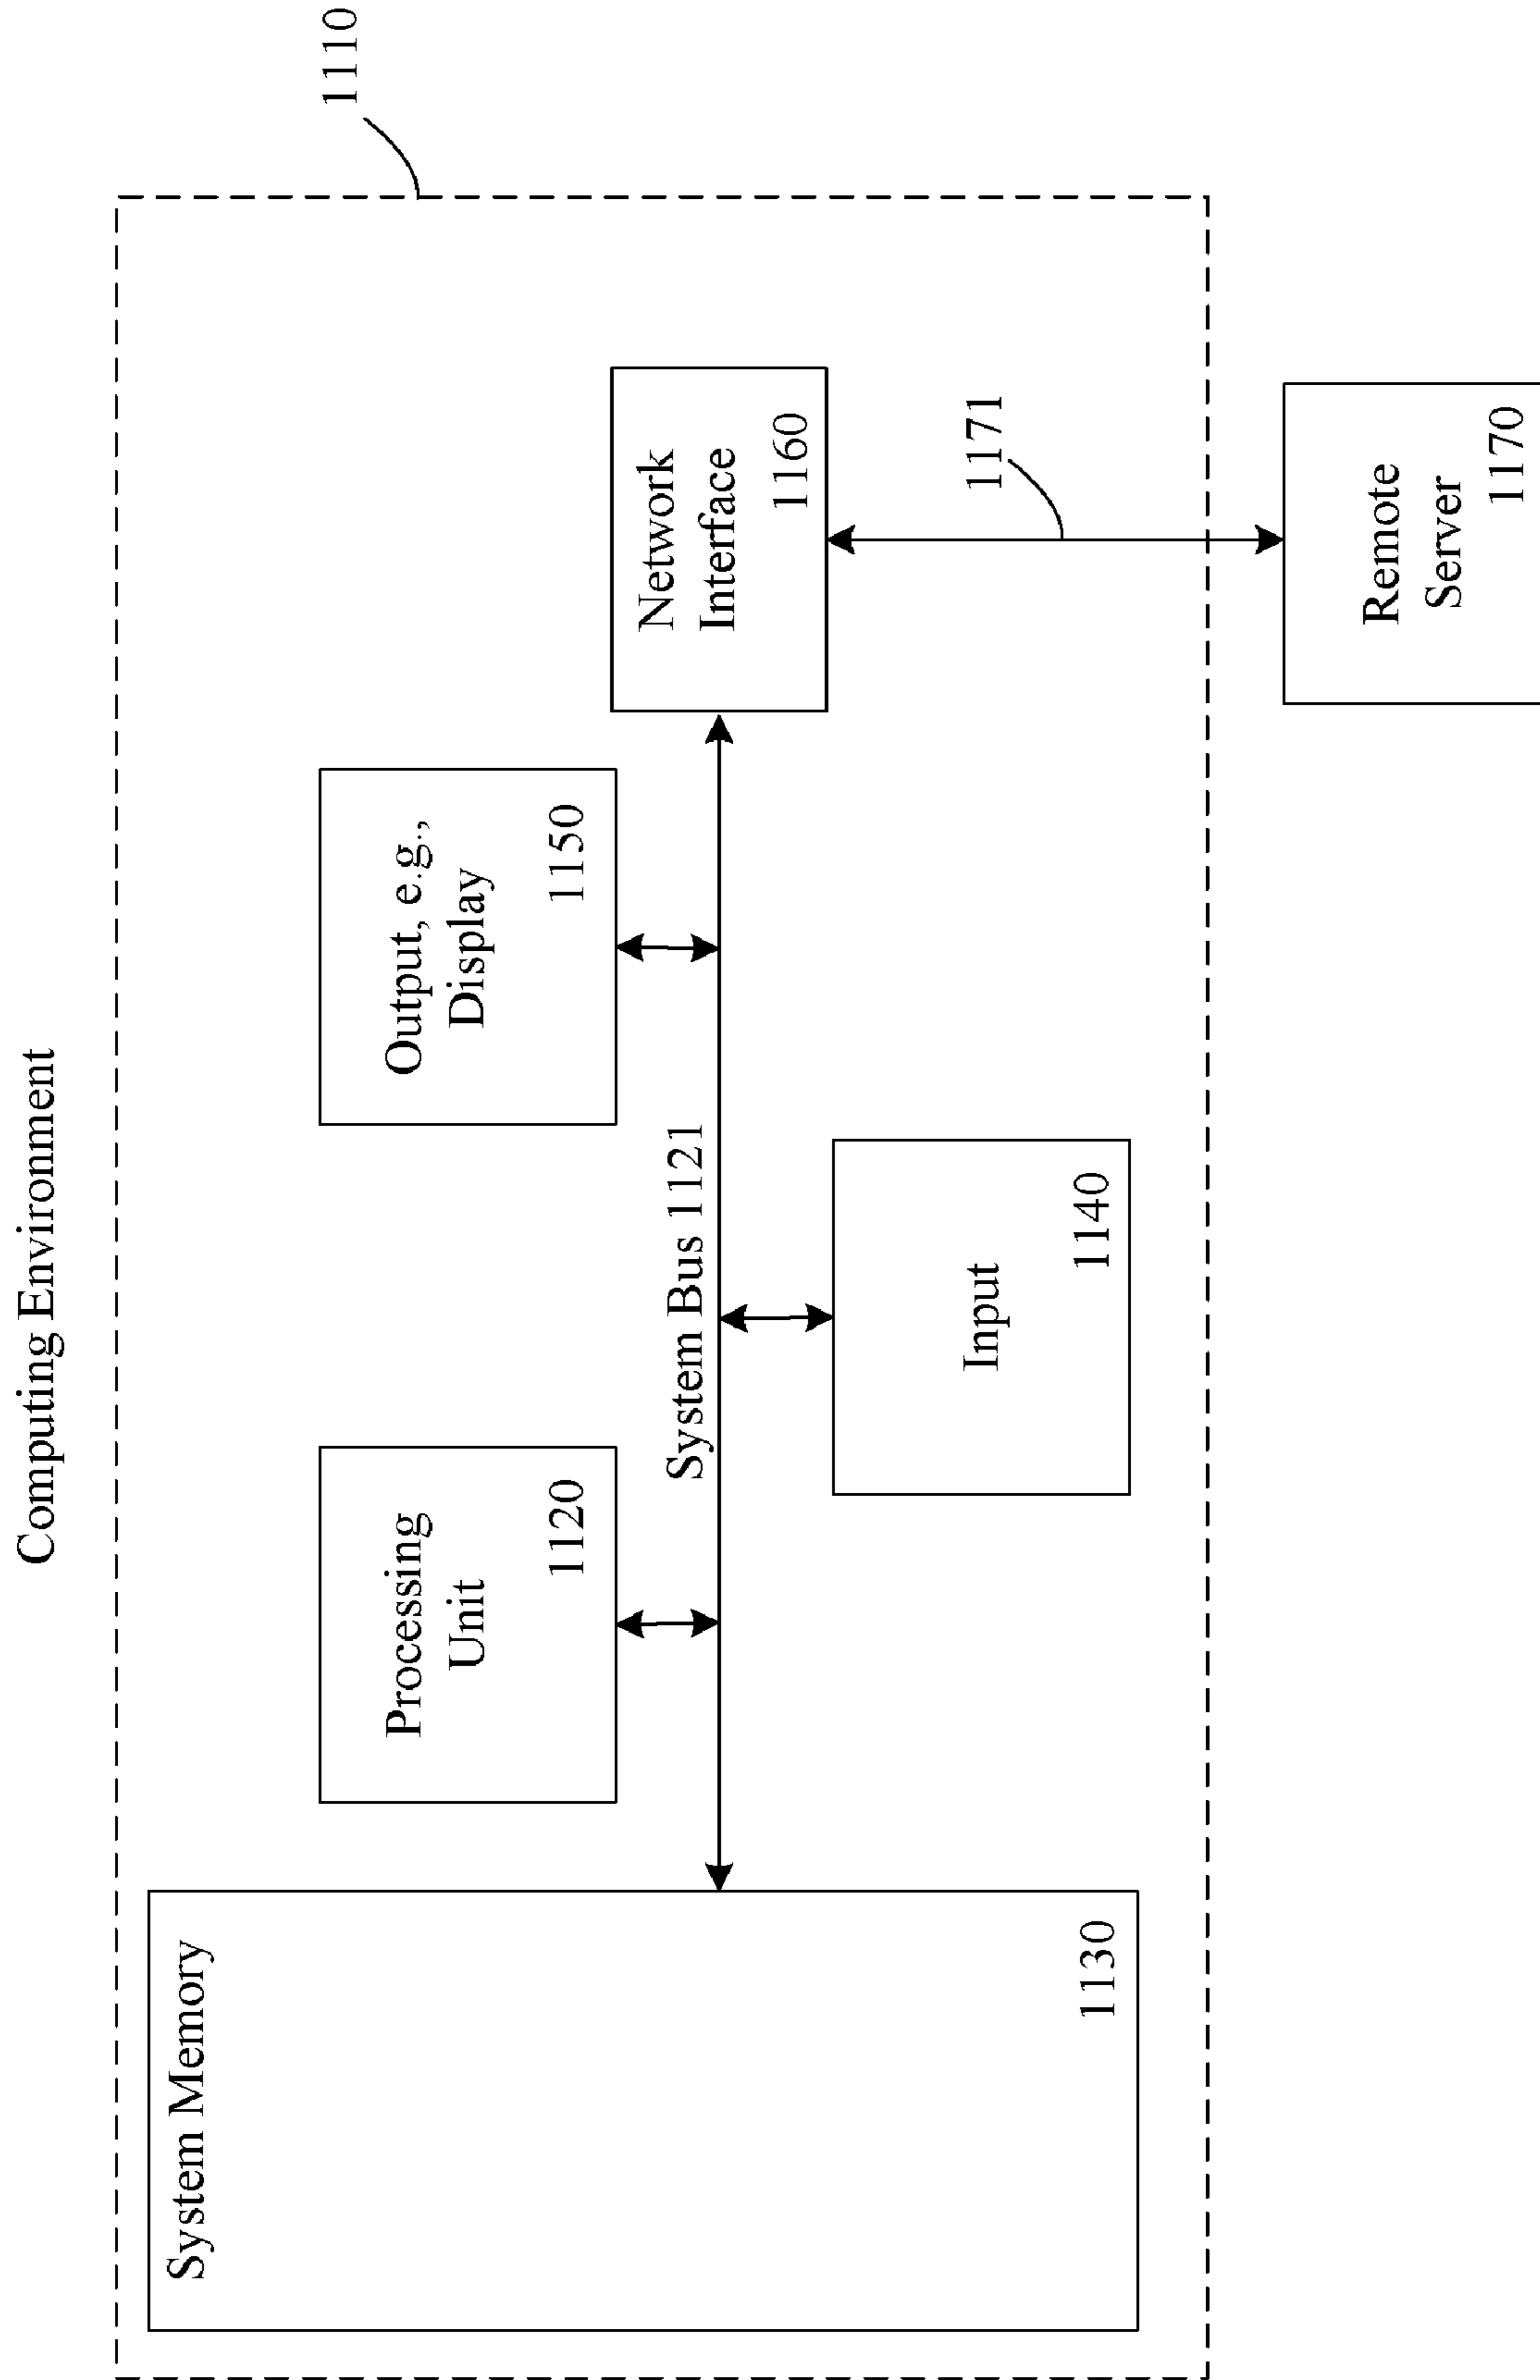 Computing Environment
1110
System Memory
1130
Processing
Unit
1120
Output, e.g.,
Display
1150
System Bus 1121
Input
1140
Network
Interface
1160
1171
Remote
Server
1170